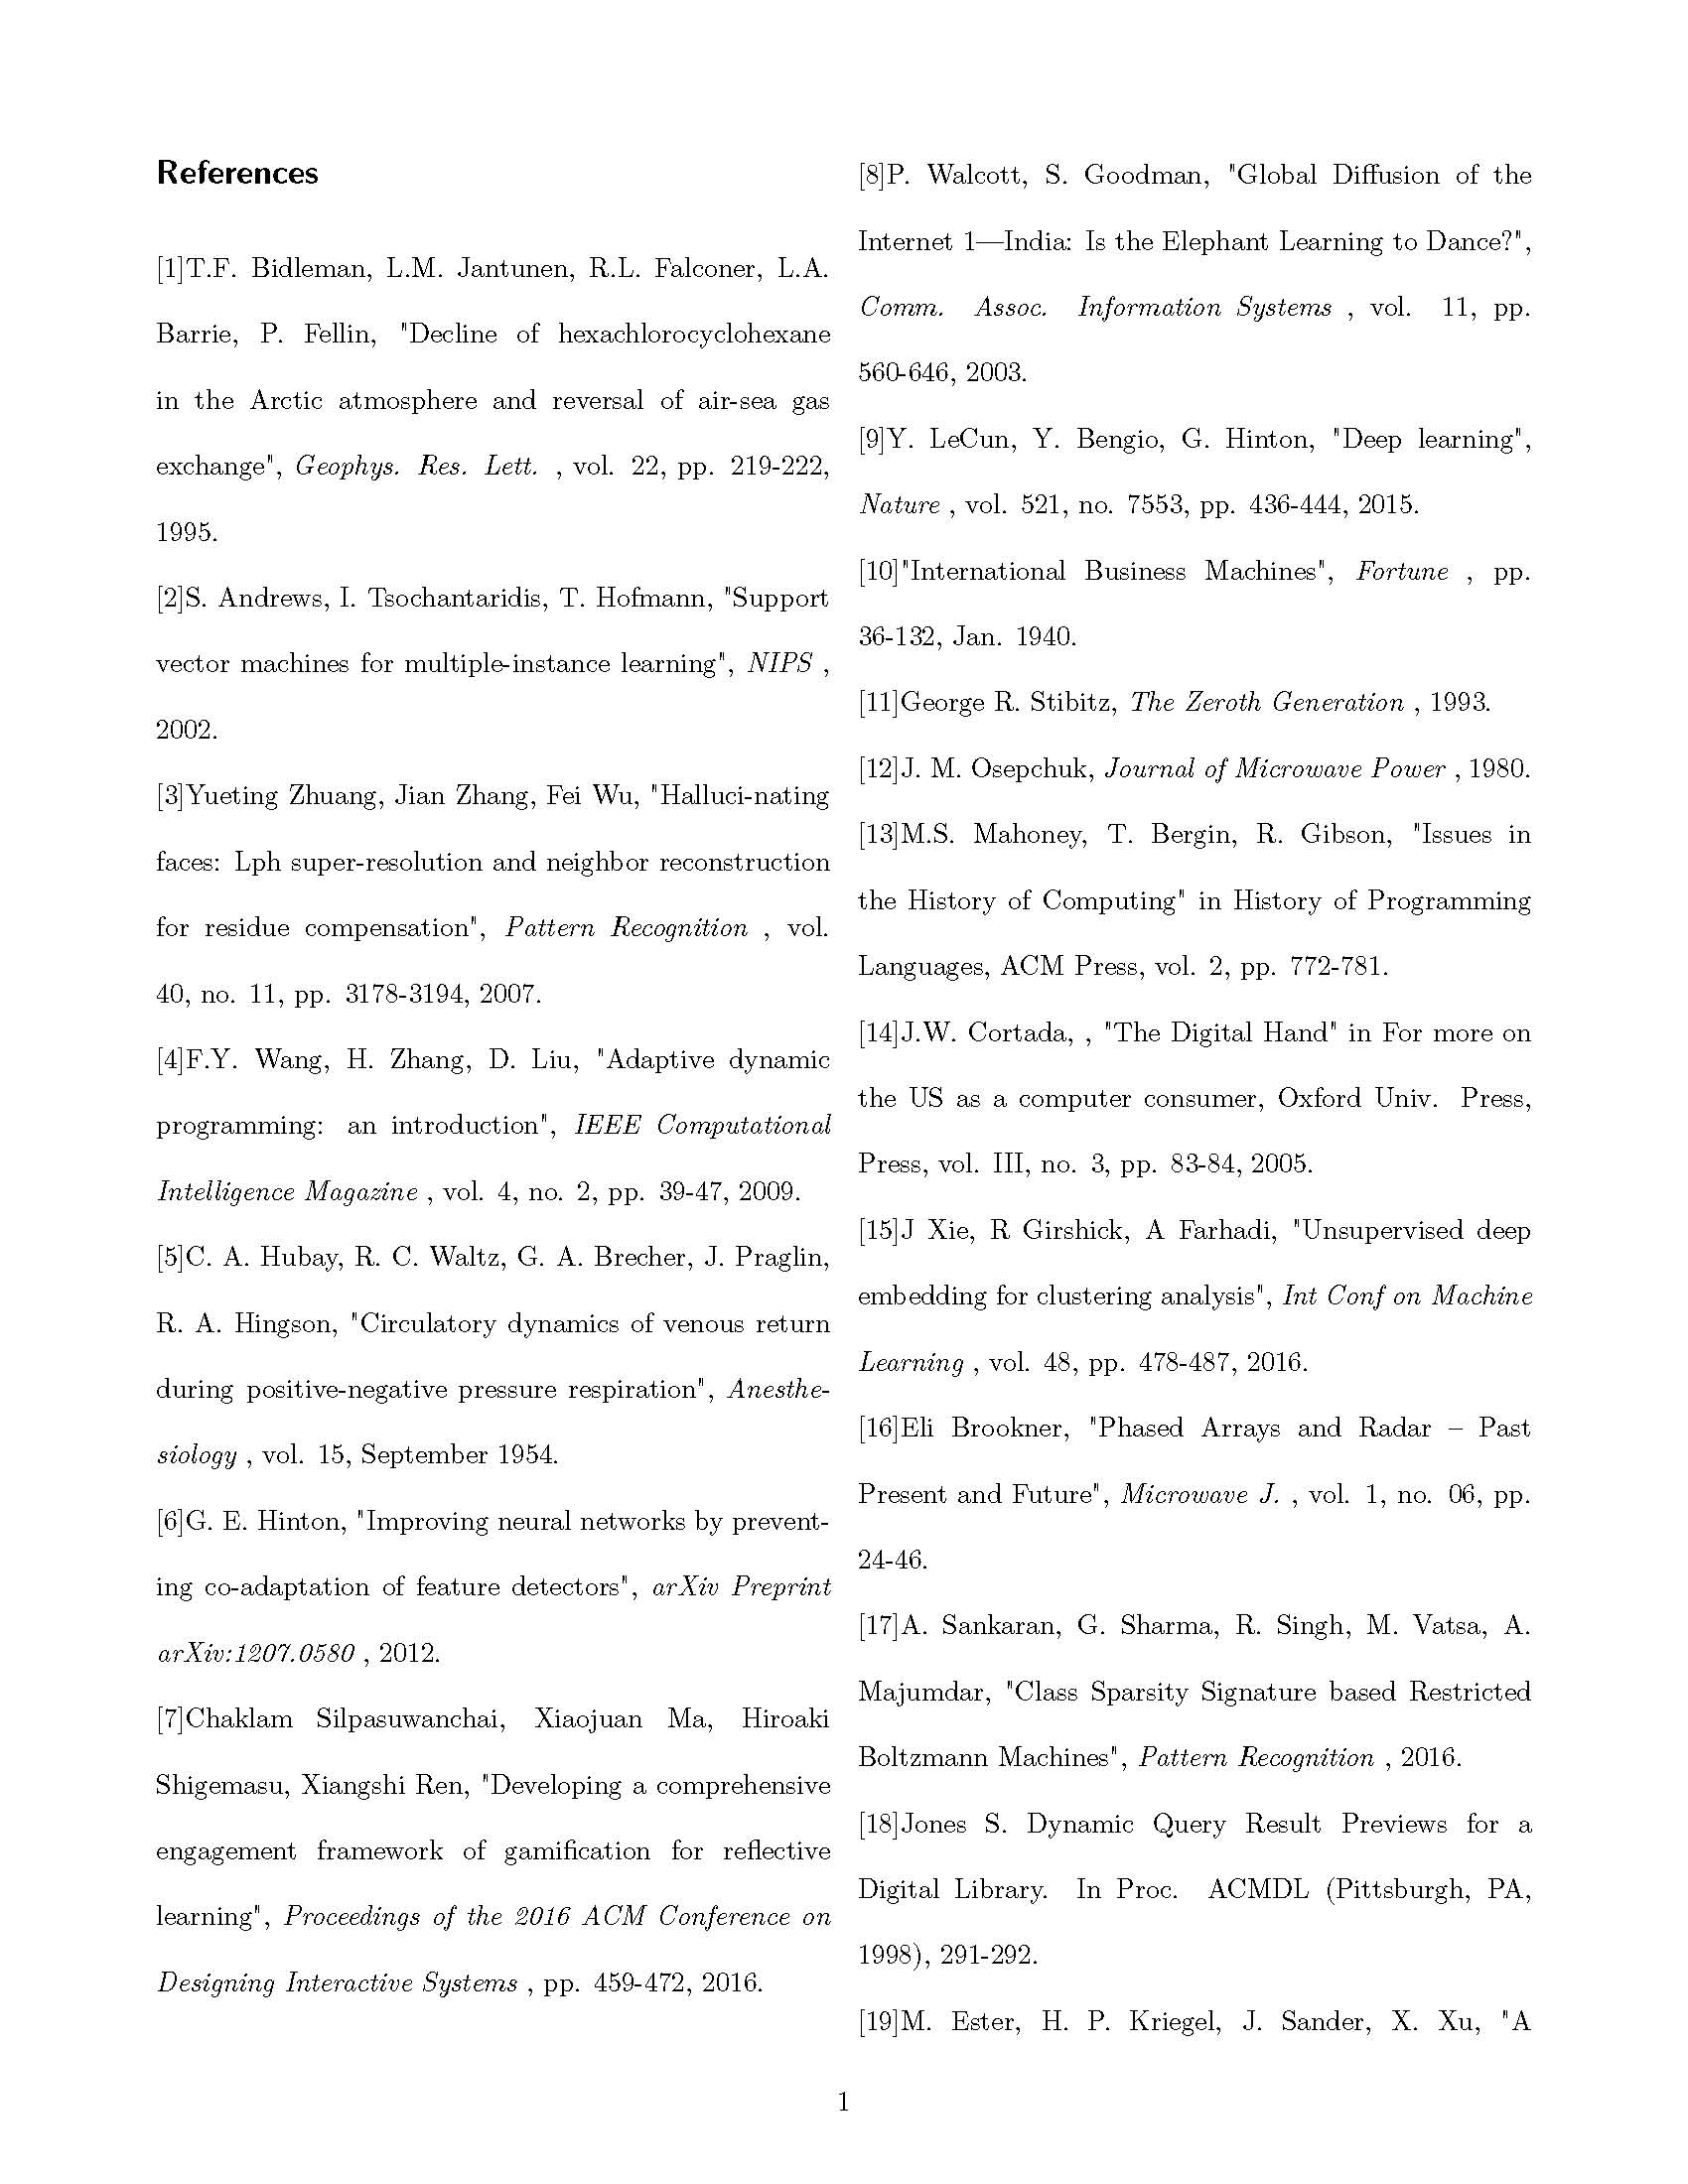 References
[1]T.F. Bidleman, L.M. Jantunen, R.L. Falconer, L.A.
Barrie, P. Fellin, "Decline of hexachlorocyclohexane
in the Arctic atmosphere and reversal of air-sea gas
exchange", Geophys. Res. Lett. , vol. 22, pp. 219-222,
1995.
[2]S. Andrews, I. Tsochantaridis, T. Hofmann, "Support
vector machines for multiple-instance learning", NIPS ,
2002.
[3]Yueting Zhuang, Jian Zhang, Fei Wu, "Halluci-nating
faces: Lph super-resolution and neighbor reconstruction
for residue compensation", Pattern Recognition , vol.
40, no. 11, pp. 3178-3194, 2007.
[4]F.Y. Wang, H. Zhang, D. Liu, "Adaptive dynamic
programming: an introduction", IEEE Computational
Intelligence Magazine , vol. 4, no. 2, pp. 39-47, 2009.
[5]C. A. Hubay, R. C. Waltz, G. A. Brecher, J. Praglin,
R. A. Hingson, "Circulatory dynamics of venous return
during positive-negative pressure respiration", Anesthe-
siology , vol. 15, September 1954.
[6]G. E. Hinton, "Improving neural networks by prevent-
ing co-adaptation of feature detectors", arXiv Preprint
arXiv:1207.0580 , 2012.
[7]Chaklam Silpasuwanchai, Xiaojuan Ma, Hiroaki
Shigemasu, Xiangshi Ren, "Developing a comprehensive
engagement framework of gamification for reflective
learning", Proceedings of the 2016 ACM Conference on
Designing Interactive Systems , pp. 459-472, 2016.
[8]P. Walcott, S. Goodman, "Global Diffusion of the
Internet 1—India: Is the Elephant Learning to Dance?",
Comm. Assoc. Information Systems , vol. 11, pp.
560-646, 2003.
[9]Y. LeCun, Y. Bengio, G. Hinton, "Deep learning",
Nature , vol. 521, no. 7553, pp. 436-444, 2015.
[10]"International Business Machines", Fortune , pp.
36-132, Jan. 1940.
[11]George R. Stibitz, The Zeroth Generation , 1993.
[12]J. M. Osepchuk, Journal of Microwave Power , 1980.
[13]M.S. Mahoney, T. Bergin, R. Gibson, "Issues in
the History of Computing" in History of Programming
Languages, ACM Press, vol. 2, pp. 772-781.
[14]J.W. Cortada, , "The Digital Hand" in For more on
the US as a computer consumer, Oxford Univ. Press,
Press, vol. III, no. 3, pp. 83-84, 2005.
[15]J Xie, R Girshick, A Farhadi, "Unsupervised deep
embedding for clustering analysis", Int Conf on Machine
Learning , vol. 48, pp. 478-487, 2016.
[16]Eli Brookner, "Phased Arrays and Radar – Past
Present and Future", Microwave J. , vol. 1, no. 06, pp.
24-46.
[17]A. Sankaran, G. Sharma, R. Singh, M. Vatsa, A.
Majumdar, "Class Sparsity Signature based Restricted
Boltzmann Machines", Pattern Recognition , 2016.
[18]Jones S. Dynamic Query Result Previews for a
Digital Library. In Proc. ACMDL (Pittsburgh, PA,
1998), 291-292.
[19]M. Ester, H. P. Kriegel, J. Sander, X. Xu, "A
1